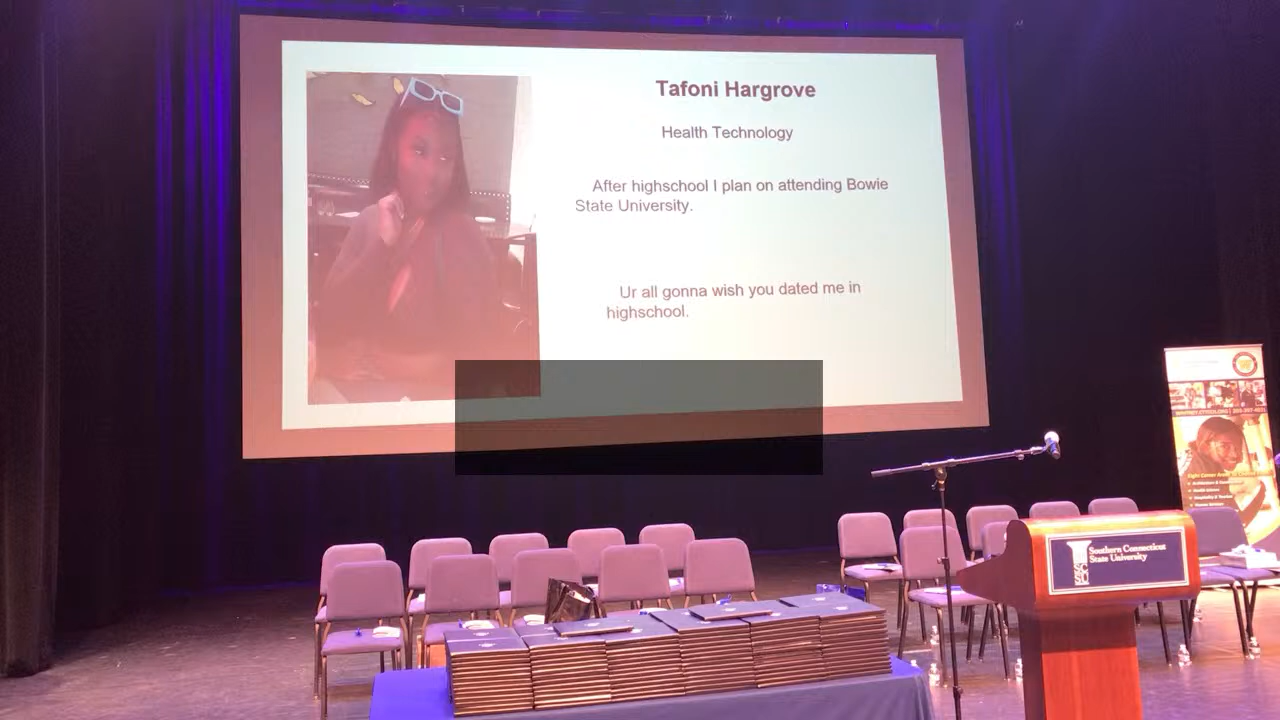 Tafoni Hargrove
Health Technology
After highschool I plan on attending Bowie
State University.
Ur all gonna wish you dated me in
highschool.
Southern Connecticut
State University